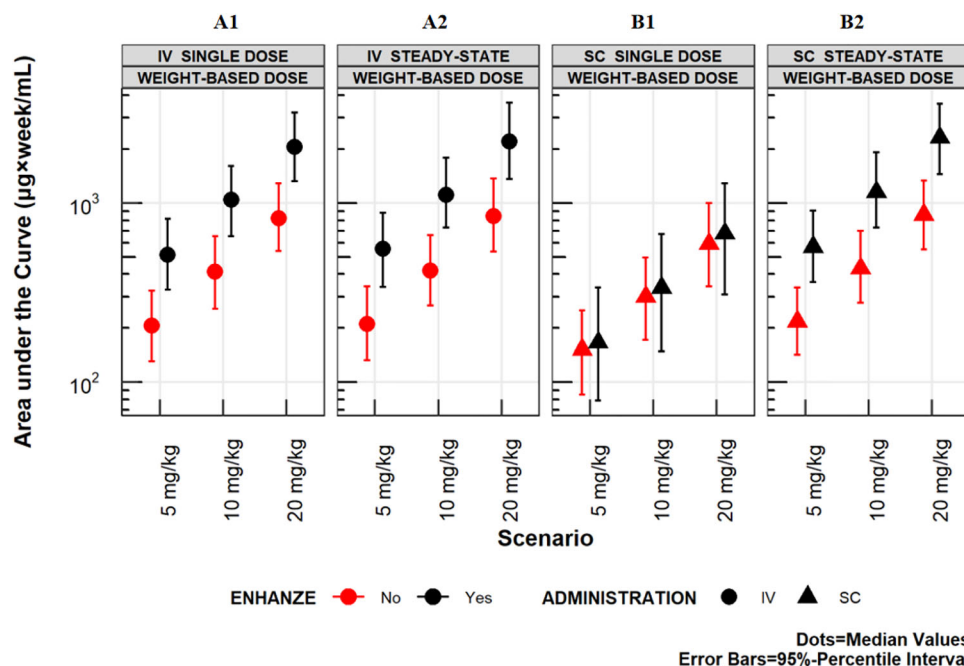 A1 A2 B1 B2
IV SINGLE DOSE IV STEADY-STATE SC SINGLE DOSE SC STEADY-STATE
WEIGHT-BASED DOSE WEIGHT-BASED DOSE WEIGHT-BASED DOSE WEIGHT-BASED DOSE
Area under the Curve (µg×week/mL)
10³
10²
5 mg/kg 10 mg/kg 20 mg/kg 5 mg/kg 10 mg/kg 20 mg/kg 5 mg/kg 10 mg/kg 20 mg/kg 5 mg/kg 10 mg/kg 20 mg/kg
Scenario
ENHANZE No Yes ADMINISTRATION IV SC
Dots=Median Values
Error Bars=95%-Percentile Interva